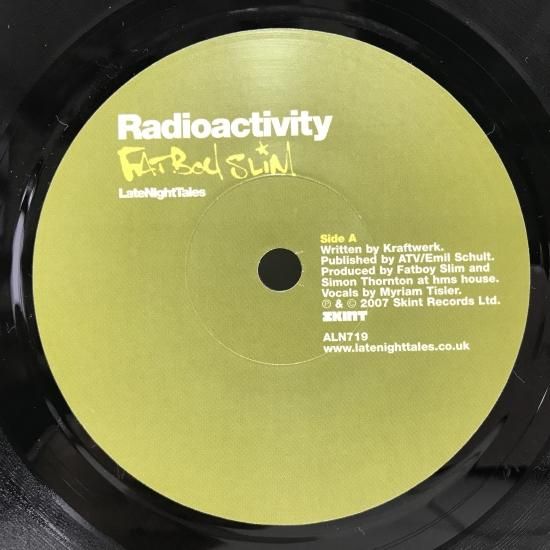 Radioactivity
FATBOY SLIM
LateNightTales
Side A
Written by Kraftwerk.
Published by ATV/Emil Schult.
Produced by Fatboy Slim and
Simon Thornton at hms house.
Vocals by Myriam Tisler.
℗ & © 2007 Skint Records Ltd.
SKINT
ALN719
www.latenighttales.co.uk